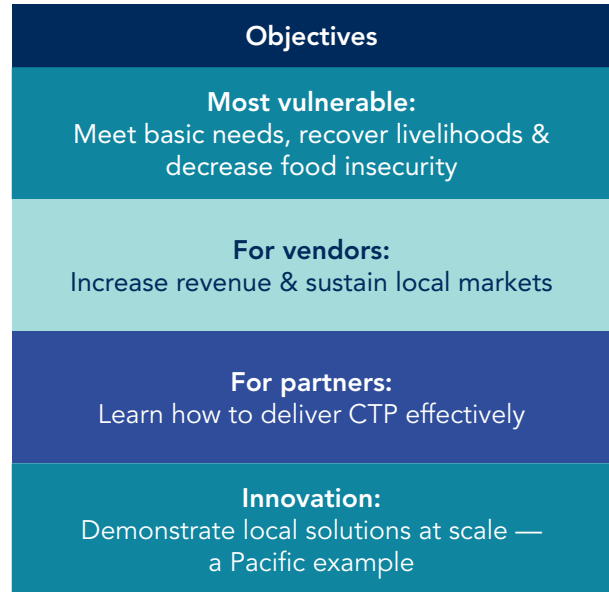 Objectives
Most vulnerable:
Meet basic needs, recover livelihoods &
decrease food insecurity
For vendors:
Increase revenue & sustain local markets
For partners:
Learn how to deliver CTP effectively
Innovation:
Demonstrate local solutions at scale —
a Pacific example